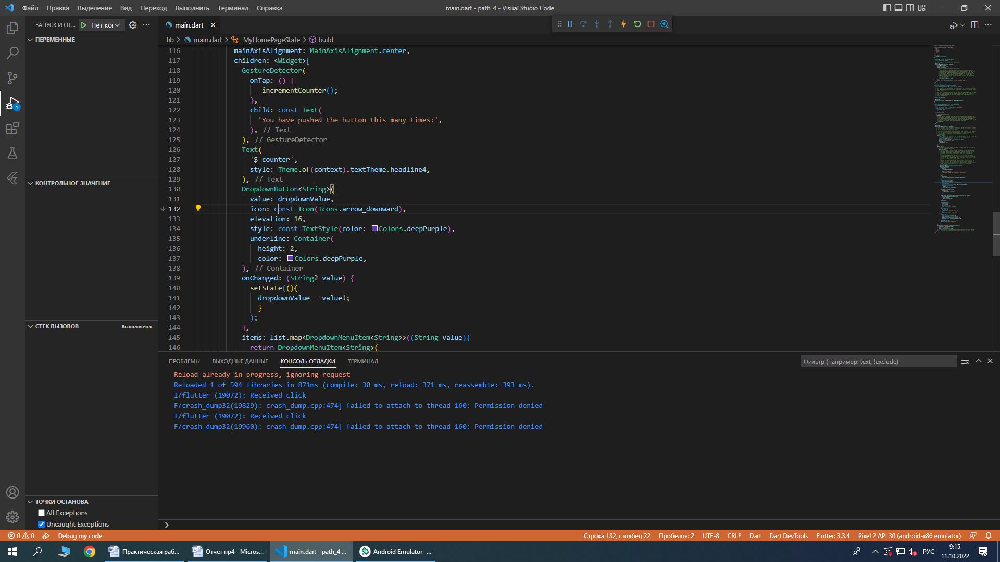 Файл Правка Выделение Вид Переход Выполнить Терминал Справка
main.dart - path_4 - Visual Studio Code
ЗАПУСК И ОТ... Нет кон
main.dart
lib > main.dart > _MyHomePageState > build
ПЕРЕМЕННЫЕ
КОНТРОЛЬНОЕ ЗНАЧЕНИЕ
СТЕК ВЫЗОВОВ Выполняется
ТОЧКИ ОСТАНОВА
All Exceptions
Uncaught Exceptions
1
116 mainAxisAlignment: MainAxisAlignment.center,
117 children: <Widget>[
118 GestureDetector(
119 onTap: () {
120 _incrementCounter();
121 },
122 child: const Text(
123 'You have pushed the button this many times:',
124 ), // Text
125 ), // GestureDetector
126 Text(
127 '$_counter',
128 style: Theme.of(context).textTheme.headline4,
129 ), // Text
130 DropdownButton<String>(
131 value: dropdownValue,
132 icon: const Icon(Icons.arrow_downward),
133 elevation: 16,
134 style: const TextStyle(color: Colors.deepPurple),
135 underline: Container(
136 height: 2,
137 color: Colors.deepPurple,
138 ), // Container
139 onChanged: (String? value) {
140 setState((){
141 dropdownValue = value!;
142 }
143 );
144 },
145 items: list.map<DropdownMenuItem<String>>((String value){
146 return DropdownMenuItem<String>(
ПРОБЛЕМЫ ВЫХОДНЫЕ ДАННЫЕ КОНСОЛЬ ОТЛАДКИ ТЕРМИНАЛ
Фильтр (например: text, !exclude)
Reload already in progress, ignoring request
Reloaded 1 of 594 libraries in 871ms (compile: 30 ms, reload: 371 ms, reassemble: 393 ms).
I/flutter (19072): Received click
F/crash_dump32(19829): crash_dump.cpp:474] failed to attach to thread 160: Permission denied
I/flutter (19072): Received click
F/crash_dump32(19960): crash_dump.cpp:474] failed to attach to thread 160: Permission denied
0 0 Debug my code
Строка 132, столбец 22 Пробелов: 2 UTF-8 CRLF Dart Dart DevTools Flutter: 3.3.4 Pixel 2 API 30 (android-x86 emulator)
Практическая раб... Отчет пр4 - Micros... main.dart - path_4 ... Android Emulator -...
РУС
9:15
11.10.2022